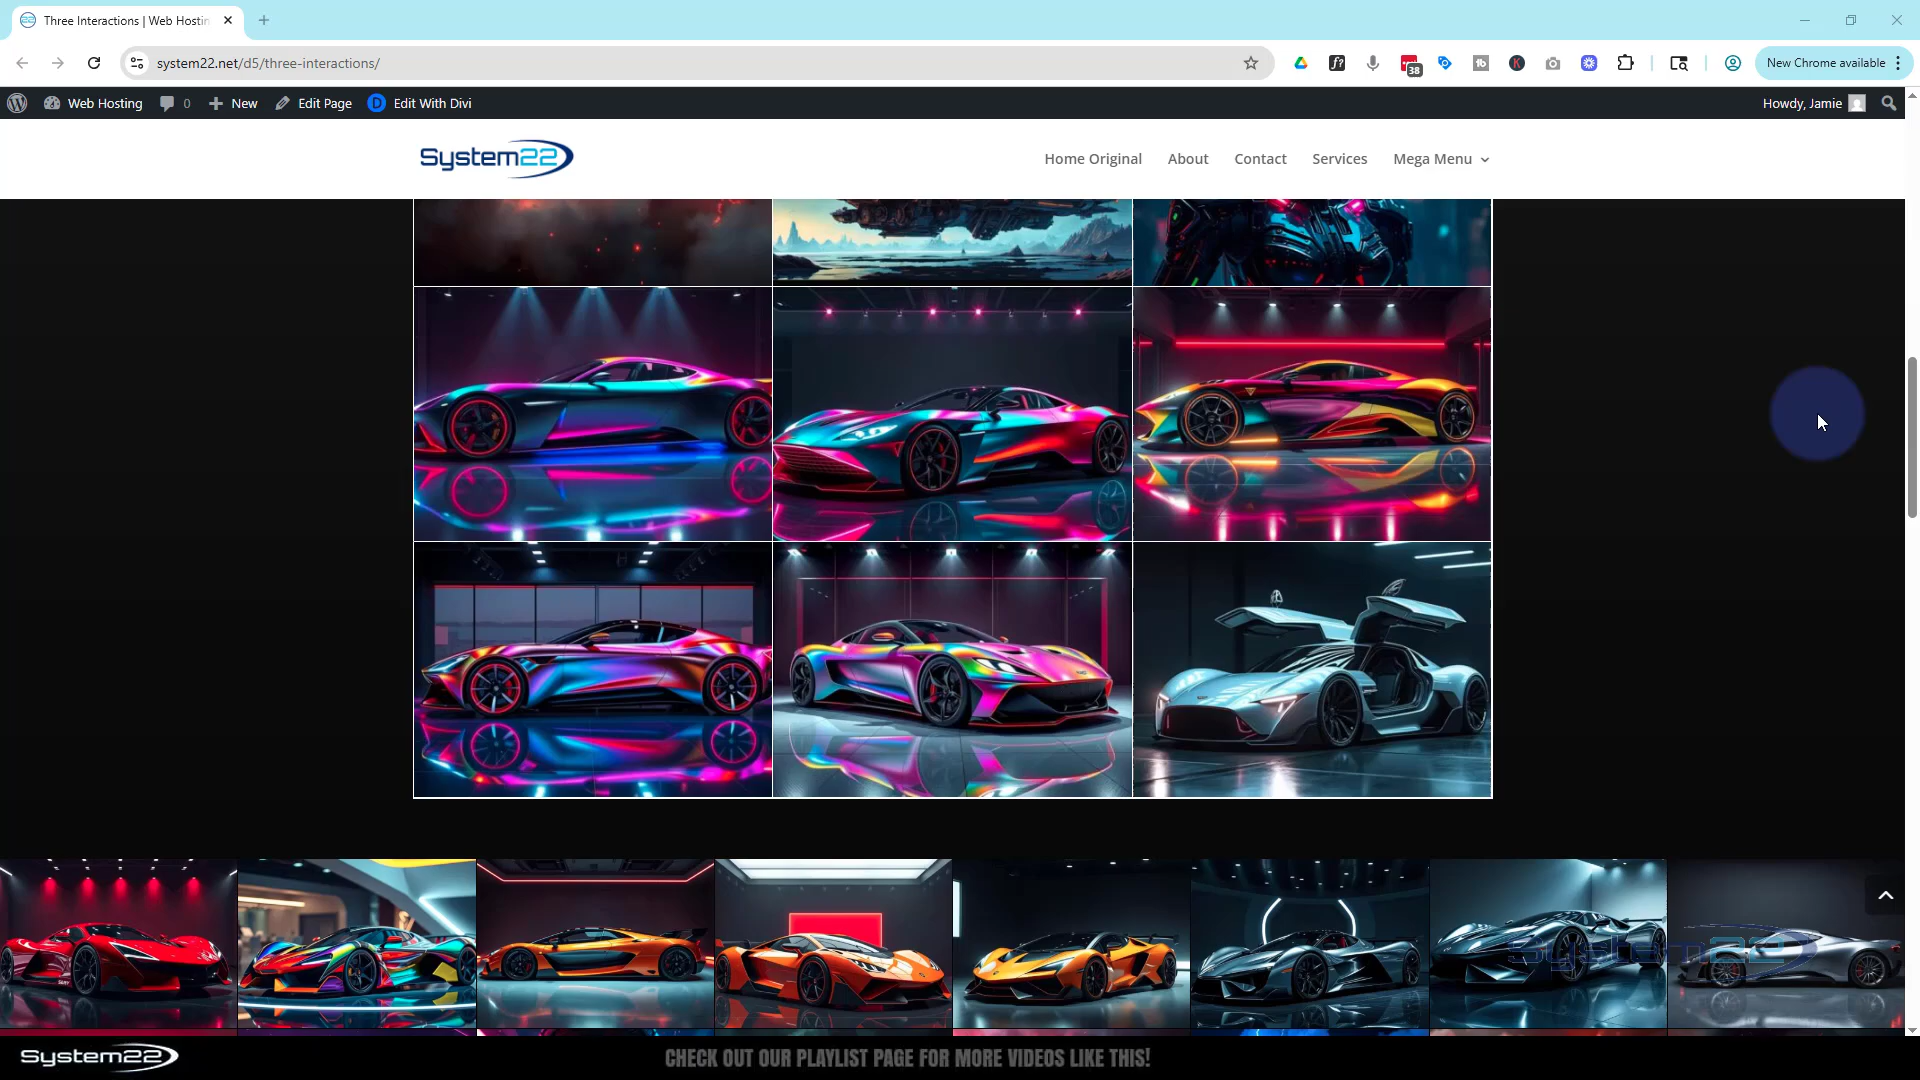 Three Interactions | Web Hostin
system22.net/d5/three-interactions/
38
New Chrome available
Web Hosting
0
New
Edit Page
D
Edit With Divi
Howdy, Jamie
System22
Home Original
About
Contact
Services
Mega Menu
System22
System22
CHECK OUT OUR PLAYLIST PAGE FOR MORE VIDEOS LIKE THIS!